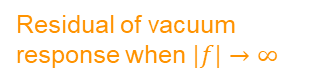 Residual of vacuum
response when |f| → ∞